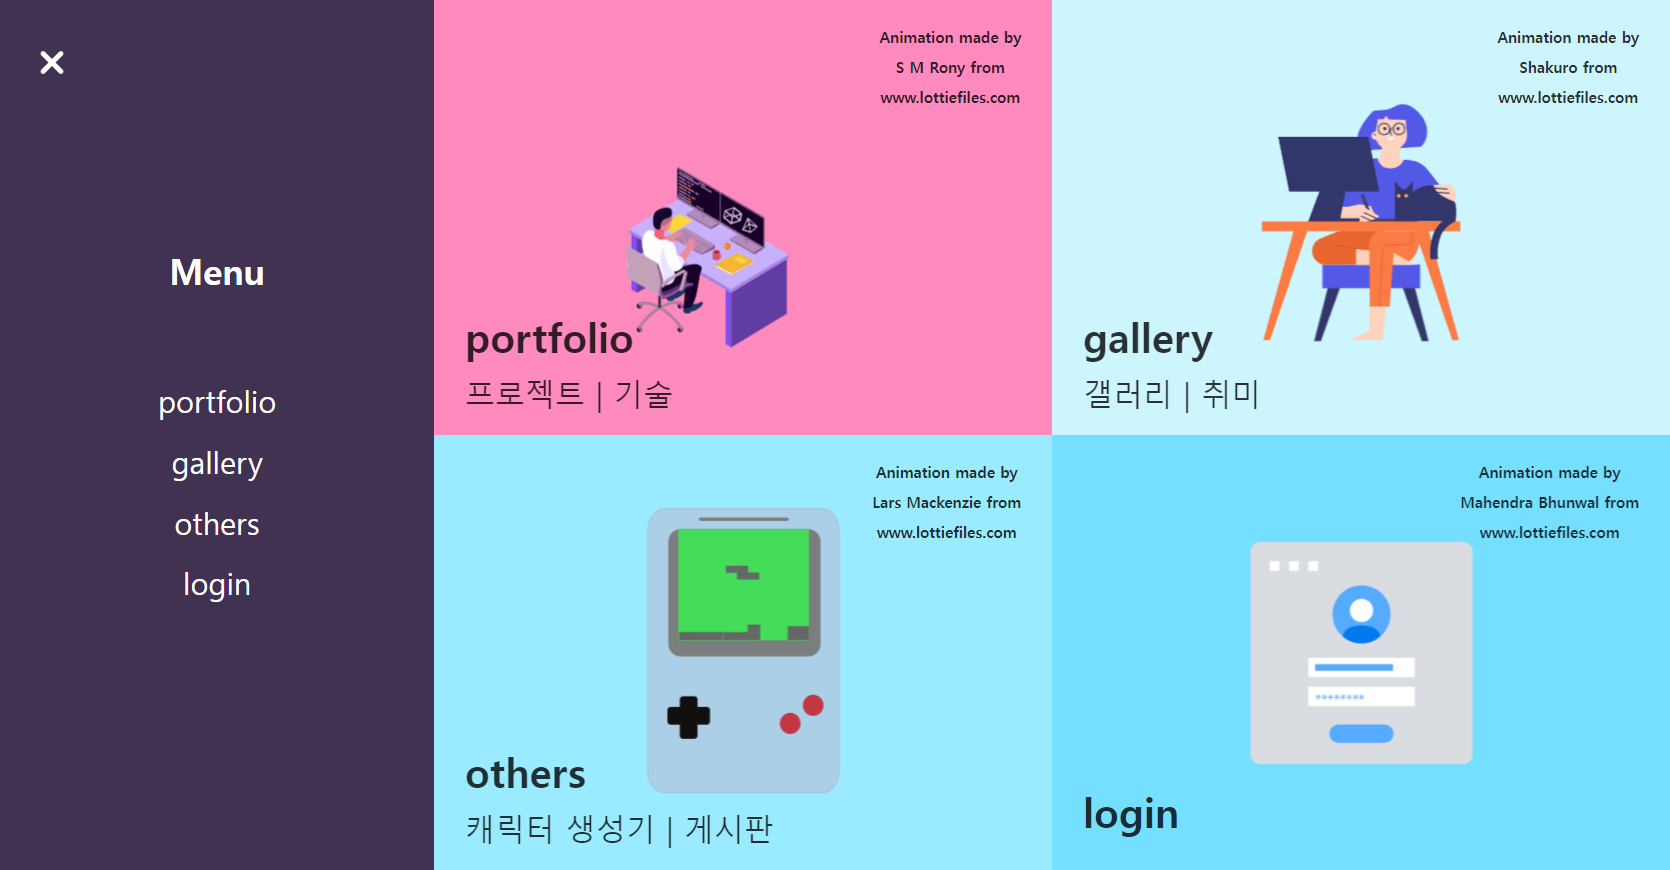 Menu
portfolio
gallery
others
login
Animation made by
S M Rony from
www.lottiefiles.com
portfolio
프로젝트 | 기술
Animation made by
Shakuro from
www.lottiefiles.com
gallery
갤러리 | 취미
Animation made by
Lars Mackenzie from
www.lottiefiles.com
others
캐릭터 생성기 | 게시판
Animation made by
Mahendra Bhunwal from
www.lottiefiles.com
login